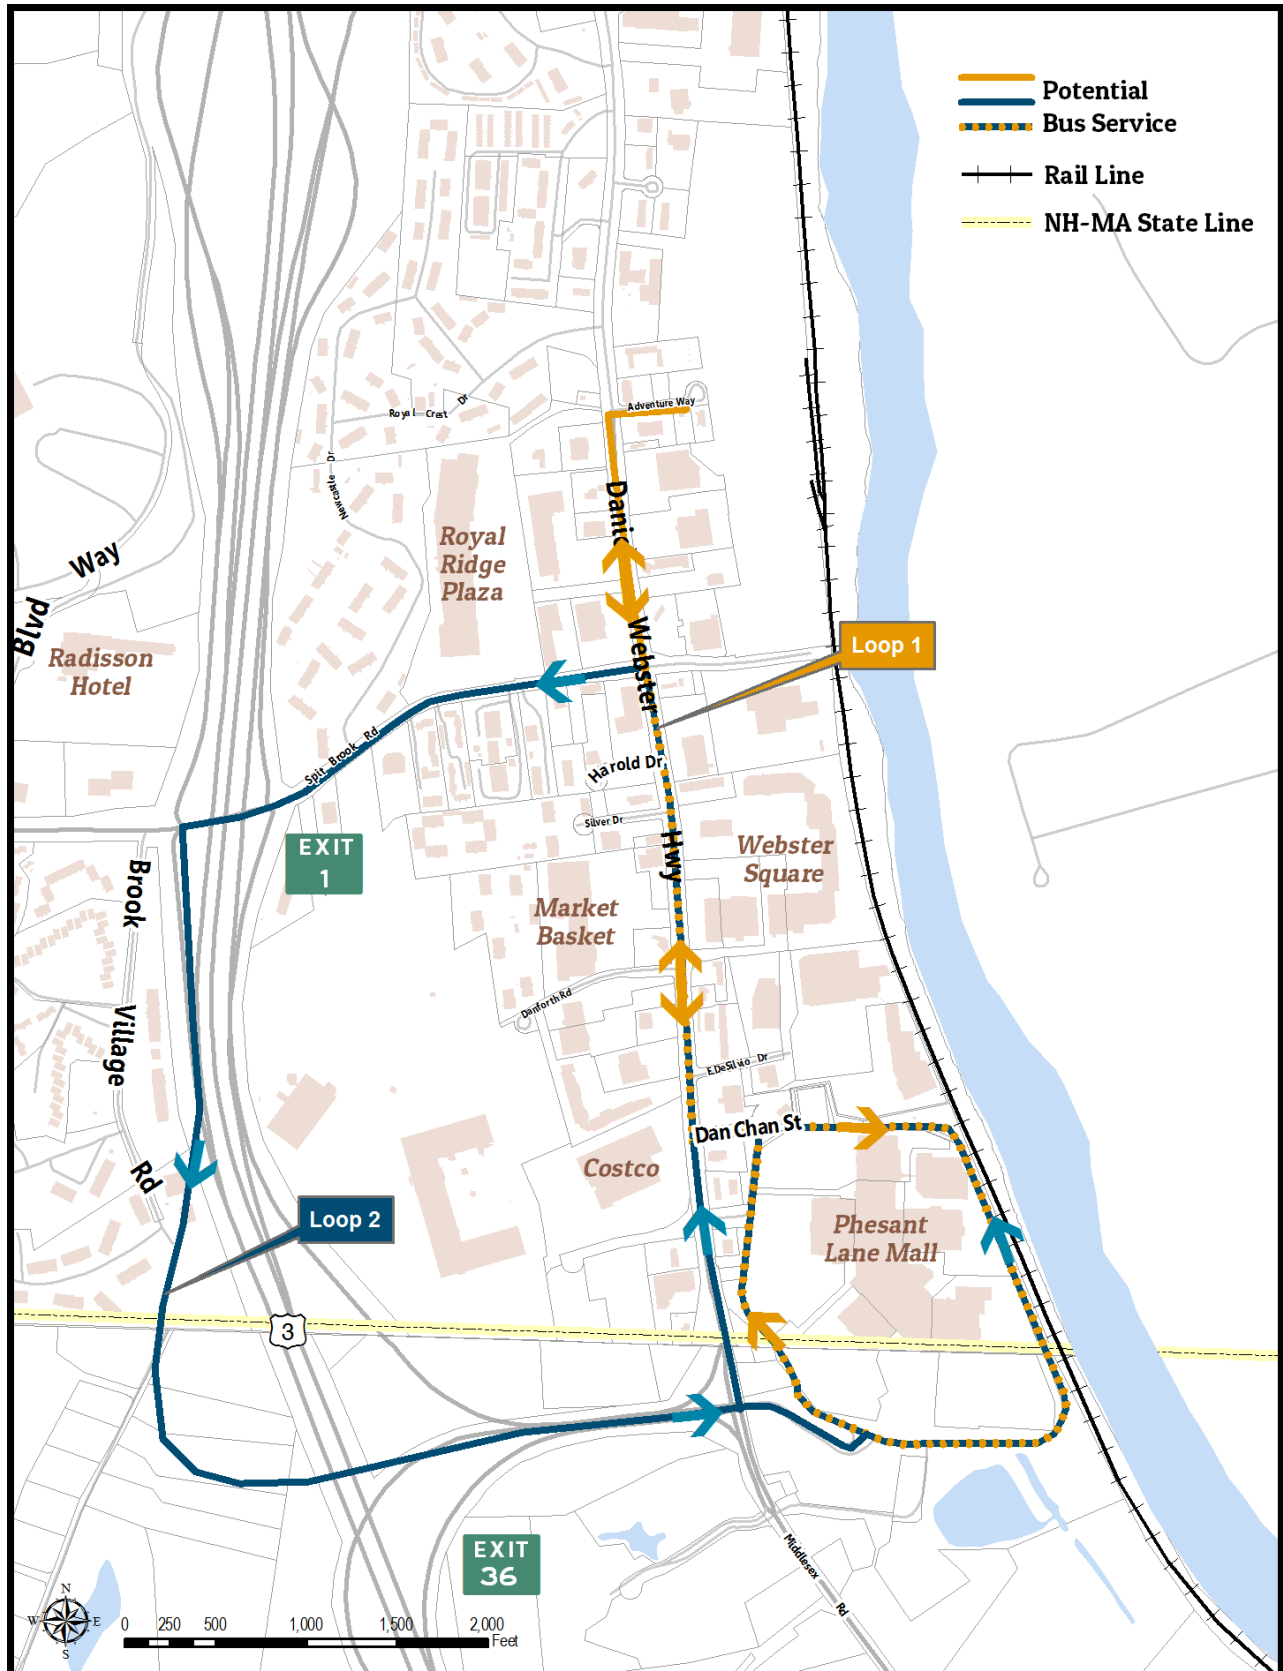 Potential
Bus Service
Rail Line
NH-MA State Line
Adventure Way
Royal Crest Dr
Newcastle Dr
Daniel
Royal
Ridge
Plaza
Way
Blvd
Radisson
Hotel
Webster
Loop 1
Spit Brook Rd
Harold Dr
Silver Dr
Hwy
EXIT
1
Webster
Square
Brook
Market
Basket
Danforth Rd
Village
E.DeSilvio Dr
Dan Chan St
Rd
Costco
Loop 2
Phesant
Lane Mall
3
EXIT
36
Middlesex Rd
N
W E
S
0 250 500 1,000 1,500 2,000
Feet